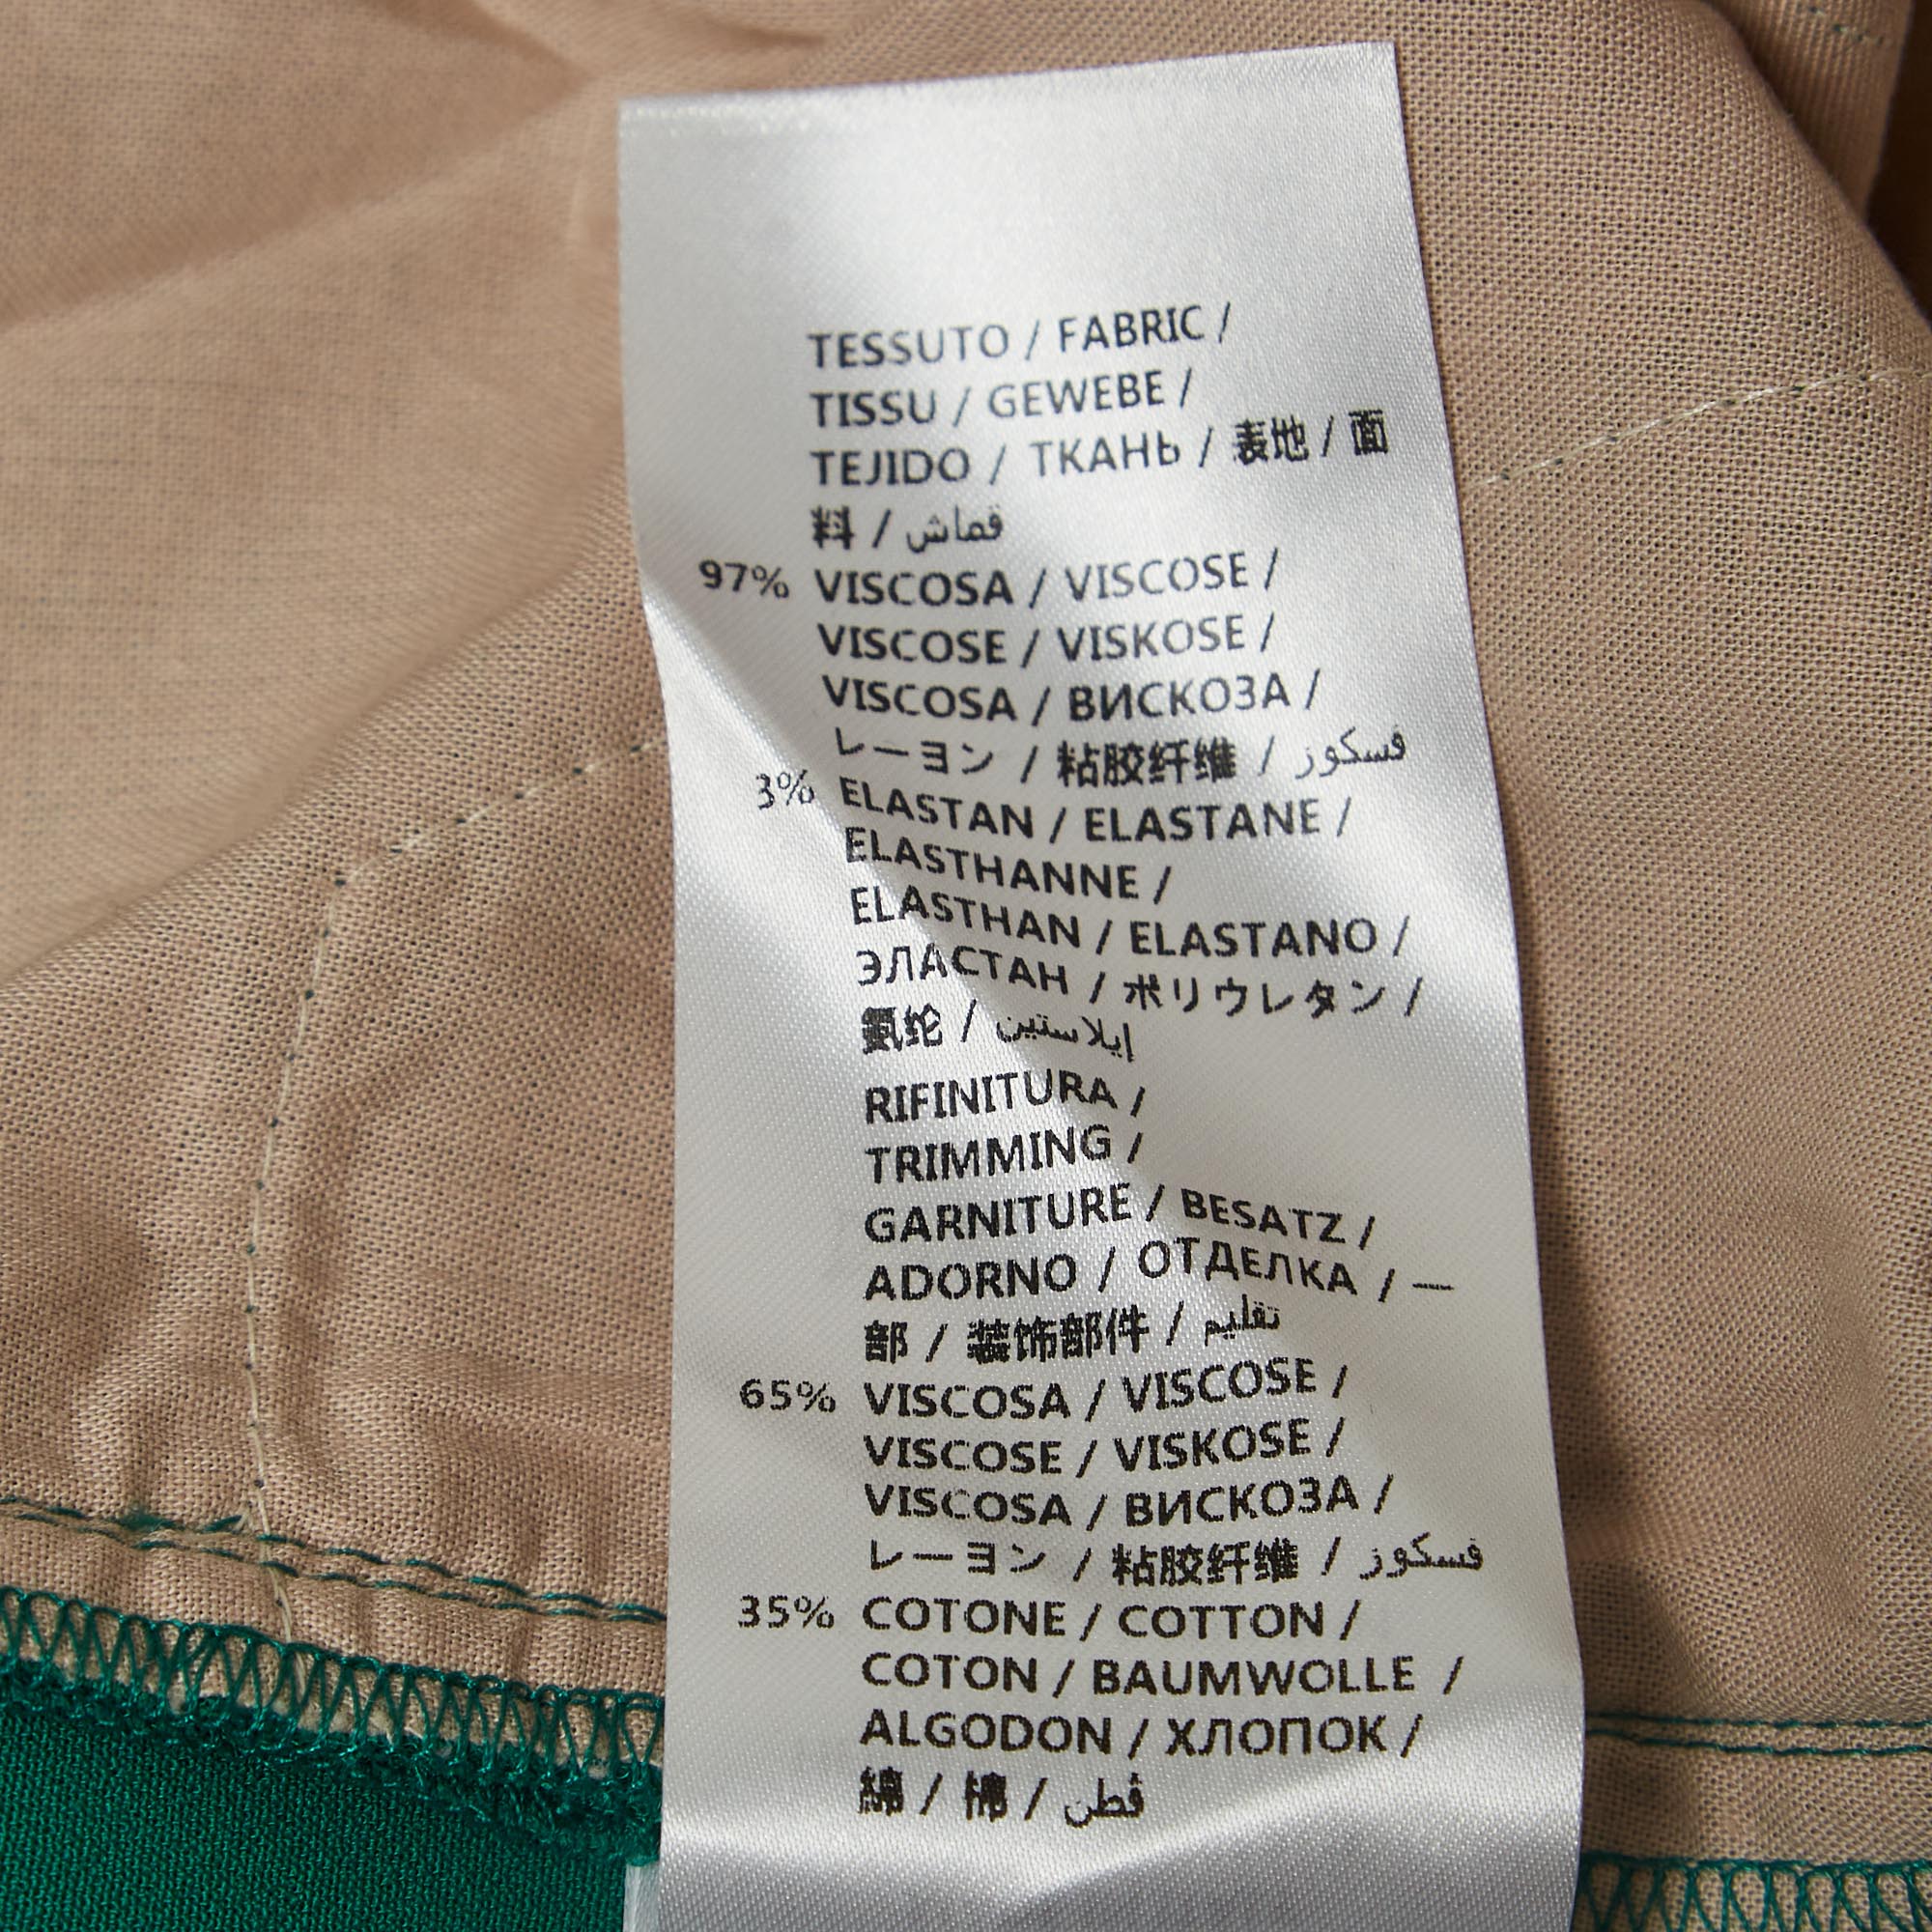 TESSUTO / FABRIC /
TISSU / GEWEBE /
TEJIDO / ТКАНЬ / 表地 / 面
料 / قماش
97% VISCOSA / VISCOSE /
VISCOSE / VISKOSE /
VISCOSA / ВИСКОЗА /
レーヨン / 粘胶纤维 / فسكوز
3% ELASTAN / ELASTANE /
ELASTHANNE /
ELASTHAN / ELASTANO /
ЭЛАСТАН / ポリウレタン /
氨纶 / إيلاستين
RIFINITURA /
TRIMMING /
GARNITURE / BESATZ /
ADORNO / ОТДЕЛКА / 一
部 / 装饰部件 / تقليم
65% VISCOSA / VISCOSE /
VISCOSE / VISKOSE /
VISCOSA / ВИСКОЗА /
レーヨン / 粘胶纤维 / فسكوز
35% COTONE / COTTON /
COTON / BAUMWOLLE /
ALGODON / ХЛОПОК /
綿 / 棉 / قُطن